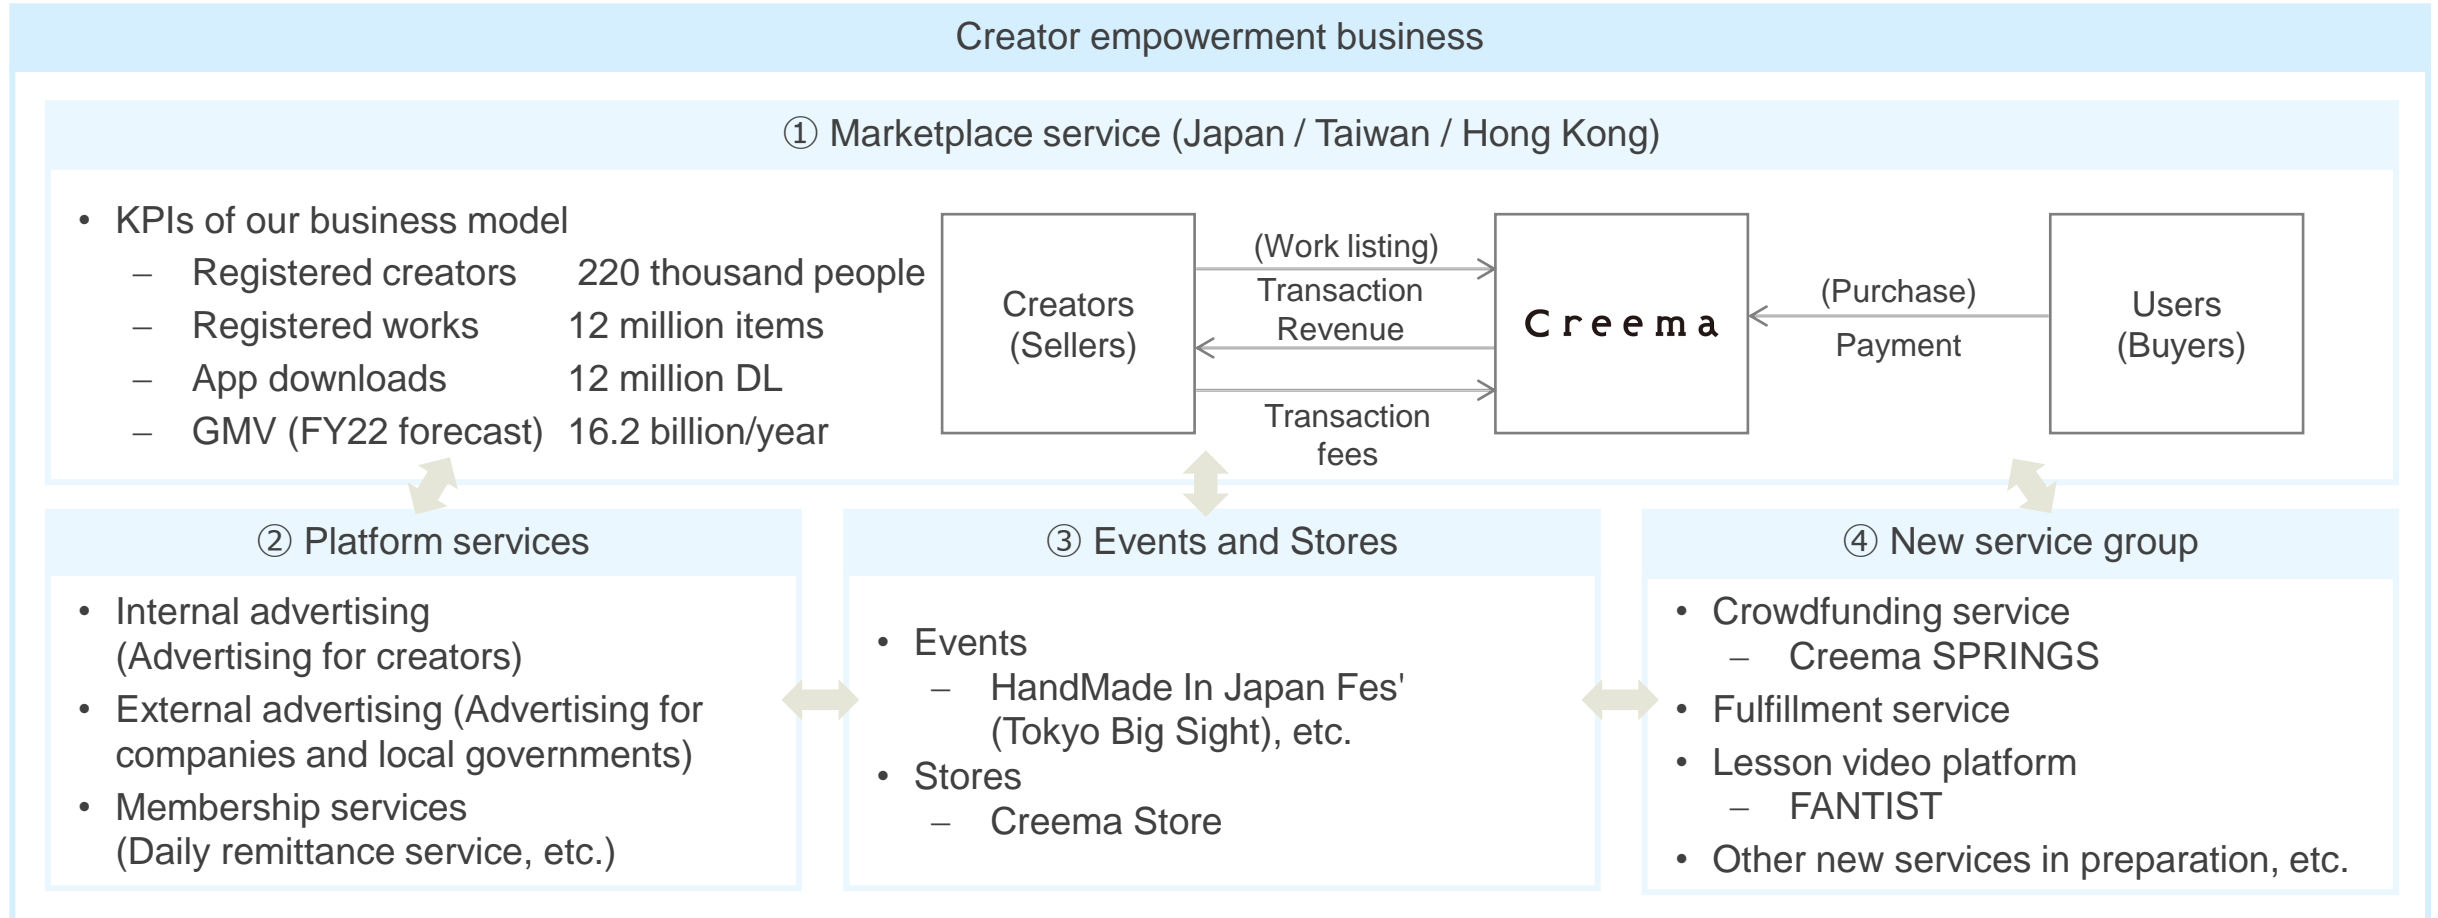 Creator empowerment business
① Marketplace service (Japan / Taiwan / Hong Kong)
• KPIs of our business model
– Registered creators 220 thousand people
– Registered works 12 million items
– App downloads 12 million DL
– GMV (FY22 forecast) 16.2 billion/year
Creators
(Sellers)
(Work listing)
Transaction
Revenue
Transaction
fees
Creema
(Purchase)
Payment
Users
(Buyers)
② Platform services
• Internal advertising
(Advertising for creators)
• External advertising (Advertising for
companies and local governments)
• Membership services
(Daily remittance service, etc.)
③ Events and Stores
• Events
– HandMade In Japan Fes'
(Tokyo Big Sight), etc.
• Stores
– Creema Store
④ New service group
• Crowdfunding service
– Creema SPRINGS
• Fulfillment service
• Lesson video platform
– FANTIST
• Other new services in preparation, etc.